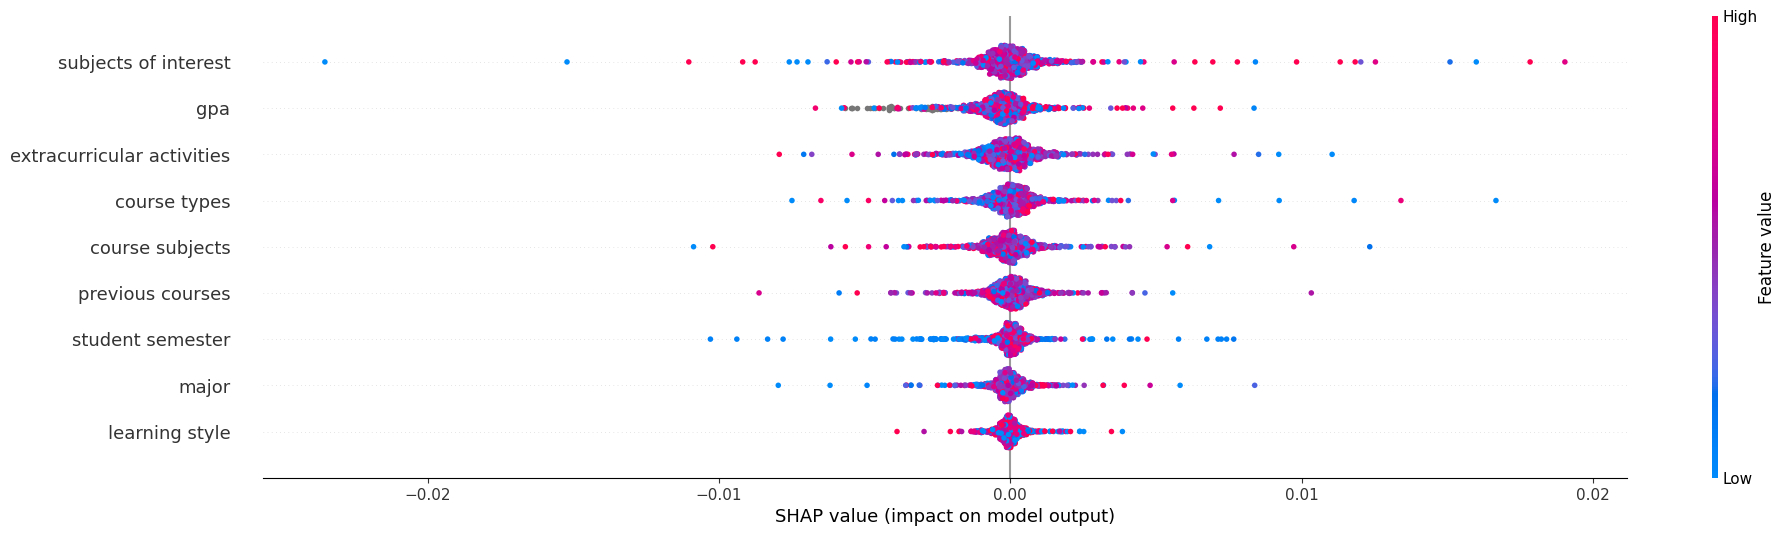 High
subjects of interest
gpa
extracurricular activities
course types
course subjects
previous courses
student semester
major
learning style
Feature value
Low
−0.02
−0.01
0.00
0.01
0.02
SHAP value (impact on model output)